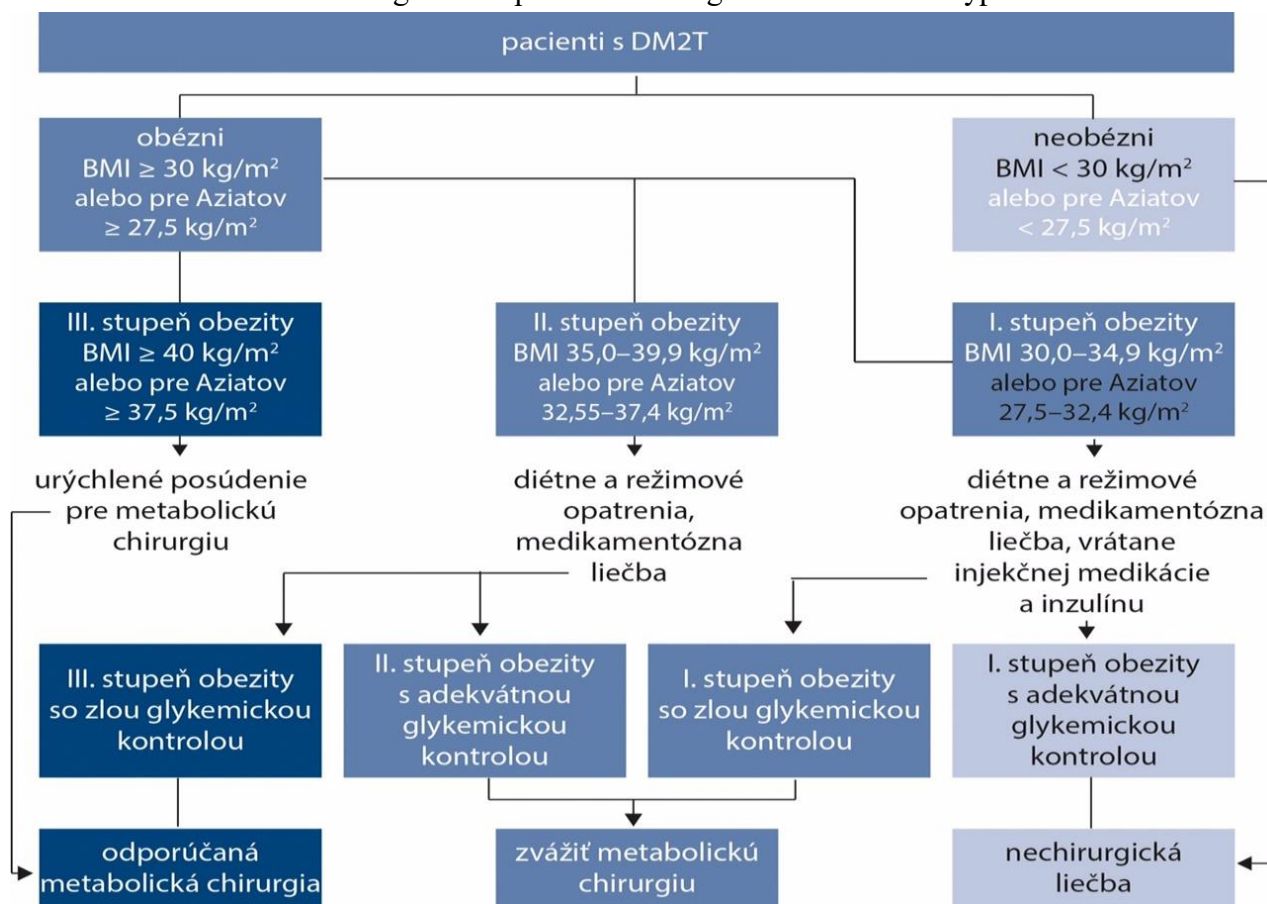 pacienti s DM2T
obézni
BMI ≥ 30 kg/m²
alebo pre Aziatov
≥ 27,5 kg/m²
neobézni
BMI < 30 kg/m²
alebo pre Aziatov
< 27,5 kg/m²
III. stupeň obezity
BMI ≥ 40 kg/m²
alebo pre Aziatov
≥ 37,5 kg/m²
II. stupeň obezity
BMI 35,0–39,9 kg/m²
alebo pre Aziatov
32,55–37,4 kg/m²
I. stupeň obezity
BMI 30,0–34,9 kg/m²
alebo pre Aziatov
27,5–32,4 kg/m²
urýchlené posúdenie
pre metabolickú
chirurgiu
diétne a režimové
opatrenia,
medikamentózna
liečba
diétne a režimové
opatrenia, medikamentózna
liečba, vrátane
injekčnej medikácie
a inzulínu
III. stupeň obezity
so zlou glykemickou
kontrolou
II. stupeň obezity
s adekvátnou
glykemickou
kontrolou
I. stupeň obezity
so zlou glykemickou
kontrolou
I. stupeň obezity
s adekvátnou
glykemickou
kontrolou
odporúčaná
metabolická chirurgia
zvážiť metabolickú
chirurgiu
nechirurgická
liečba